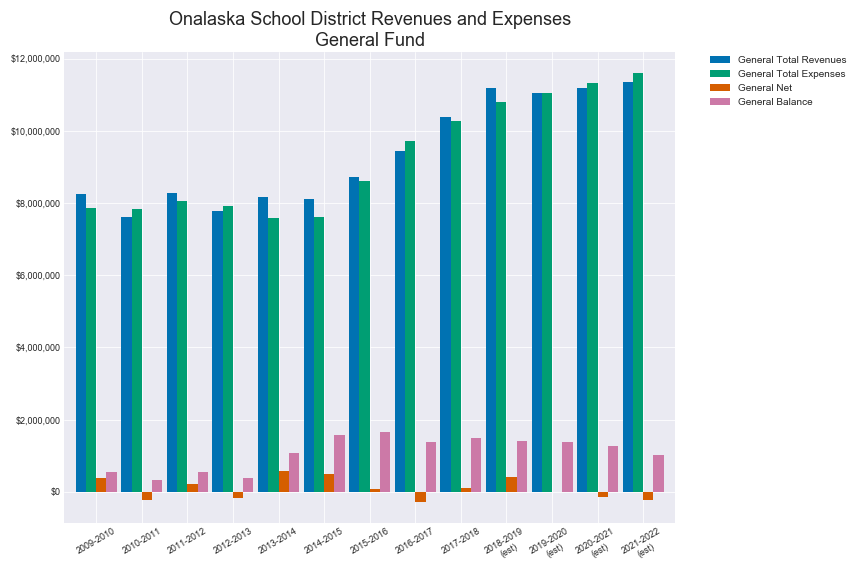 Onalaska School District Revenues and Expenses
General Fund
General Total Revenues
General Total Expenses
General Net
General Balance
$12,000,000
$10,000,000
$8,000,000
$6,000,000
$4,000,000
$2,000,000
$0
2009-2010
2010-2011
2011-2012
2012-2013
2013-2014
2014-2015
2015-2016
2016-2017
2017-2018
2018-2019
(est)
2019-2020
(est)
2020-2021
(est)
2021-2022
(est)